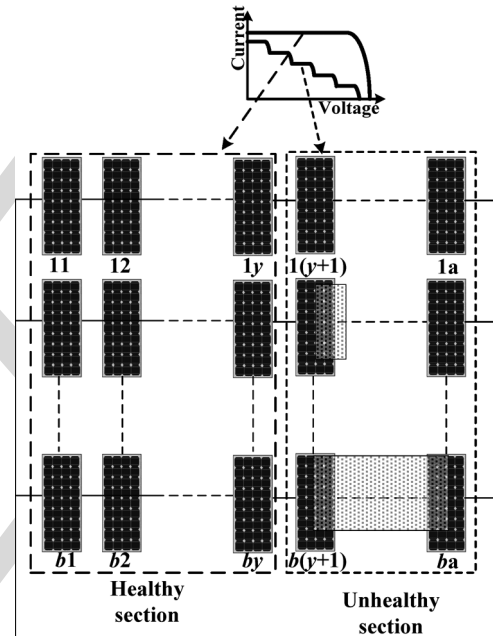 Current
Voltage
11 12 1y 1(y+1) 1a
b1 b2 by b(y+1) ba
Healthy
section
Unhealthy
section